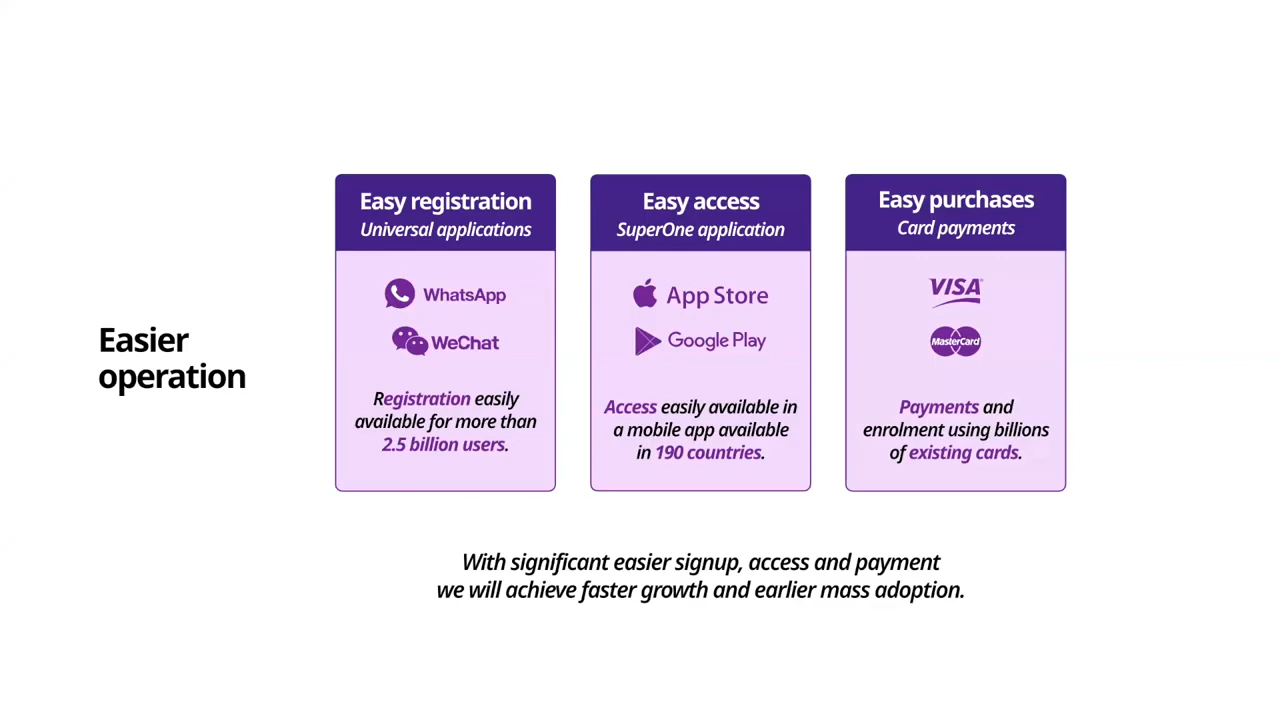 Easier
operation
Easy registration
Universal applications
WhatsApp
WeChat
Registration easily
available for more than
2.5 billion users.
Easy access
SuperOne application
App Store
Google Play
Access easily available in
a mobile app available
in 190 countries.
Easy purchases
Card payments
VISA
MasterCard
Payments and
enrolment using billions
of existing cards.
With significant easier signup, access and payment
we will achieve faster growth and earlier mass adoption.